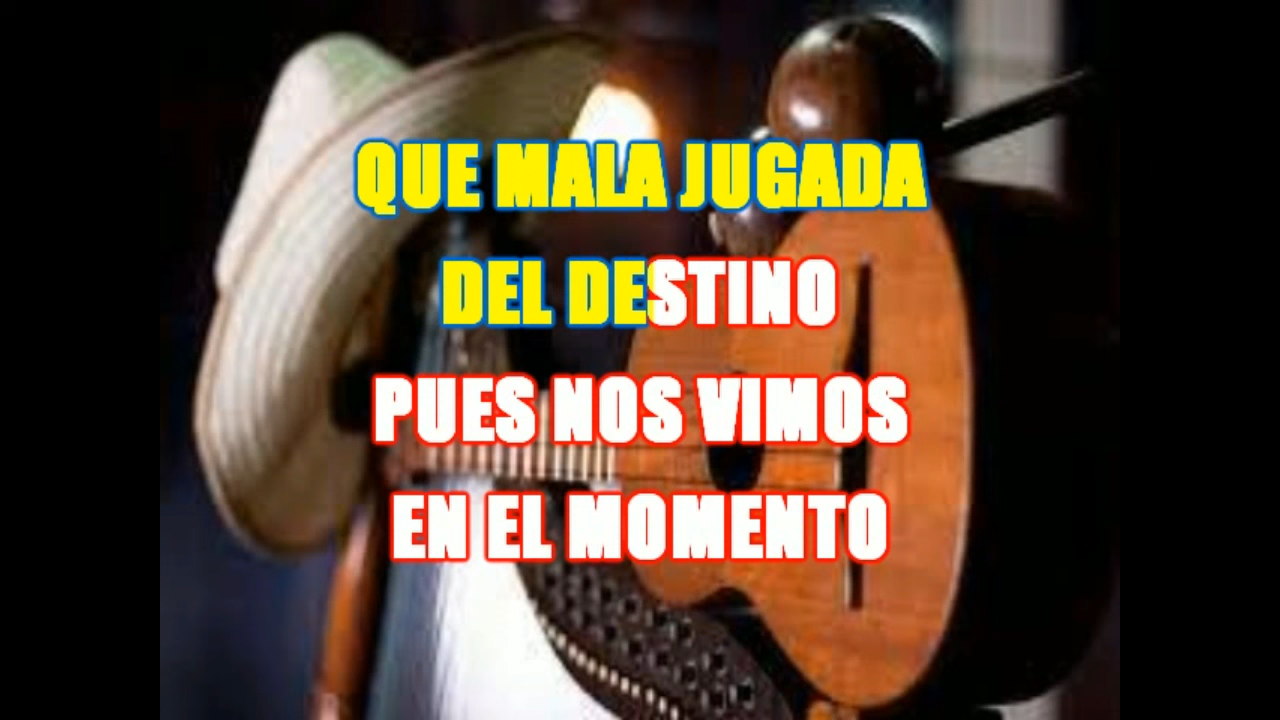 QUE MALA JUGADA
DEL DESTINO
PUES NOS VIMOS
EN EL MOMENTO